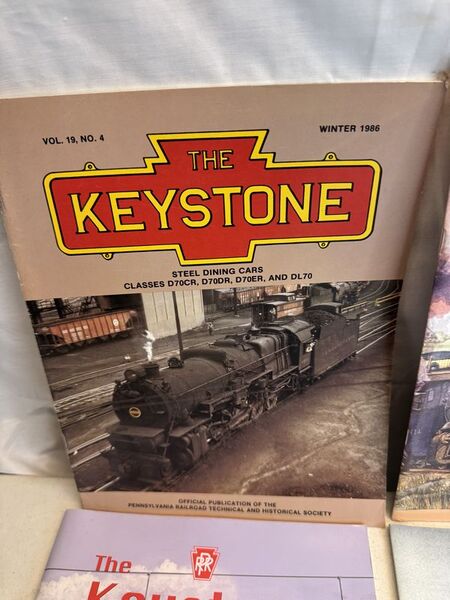 VOL. 19, NO. 4
WINTER 1986
THE
KEYSTONE
STEEL DINING CARS
CLASSES D70CR, D70DR, D70ER, AND DL70
OFFICIAL PUBLICATION OF THE
PENNSYLVANIA RAILROAD TECHNICAL AND HISTORICAL SOCIETY
The
PRR